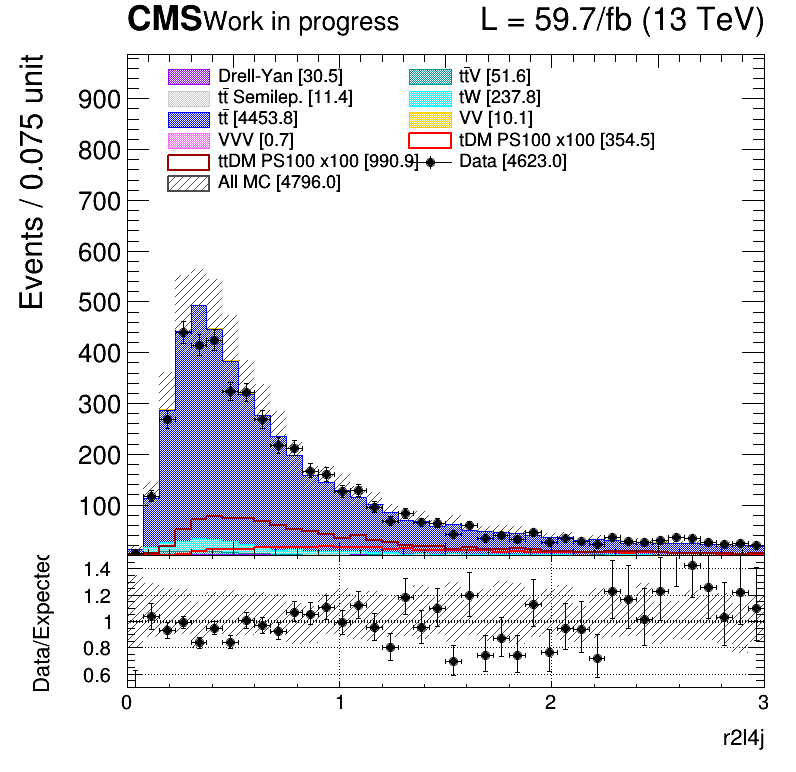 CMS Work in progress L = 59.7/fb (13 TeV)
Drell-Yan [30.5] tt̄V [51.6]
tt̄ Semilep. [11.4] tW [237.8]
tt̄ [4453.8] VV [10.1]
VVV [0.7] tDM PS100 x100 [354.5]
ttDM PS100 x100 [990.9] Data [4623.0]
All MC [4796.0]
Events / 0.075 unit
900
800
700
600
500
400
300
200
100
Data/Expected
1.4
1.2
1
0.8
0.6
0 1 2 3
r2l4j